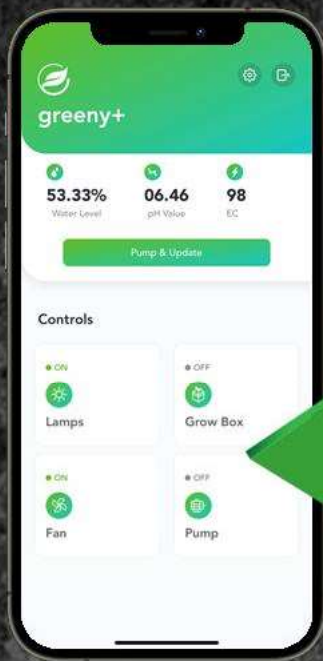 greeny+
53.33% 06.46 98
Water Level pH Value EC
Pump & Update
Controls
ON OFF
Lamps Grow Box
ON OFF
Fan Pump